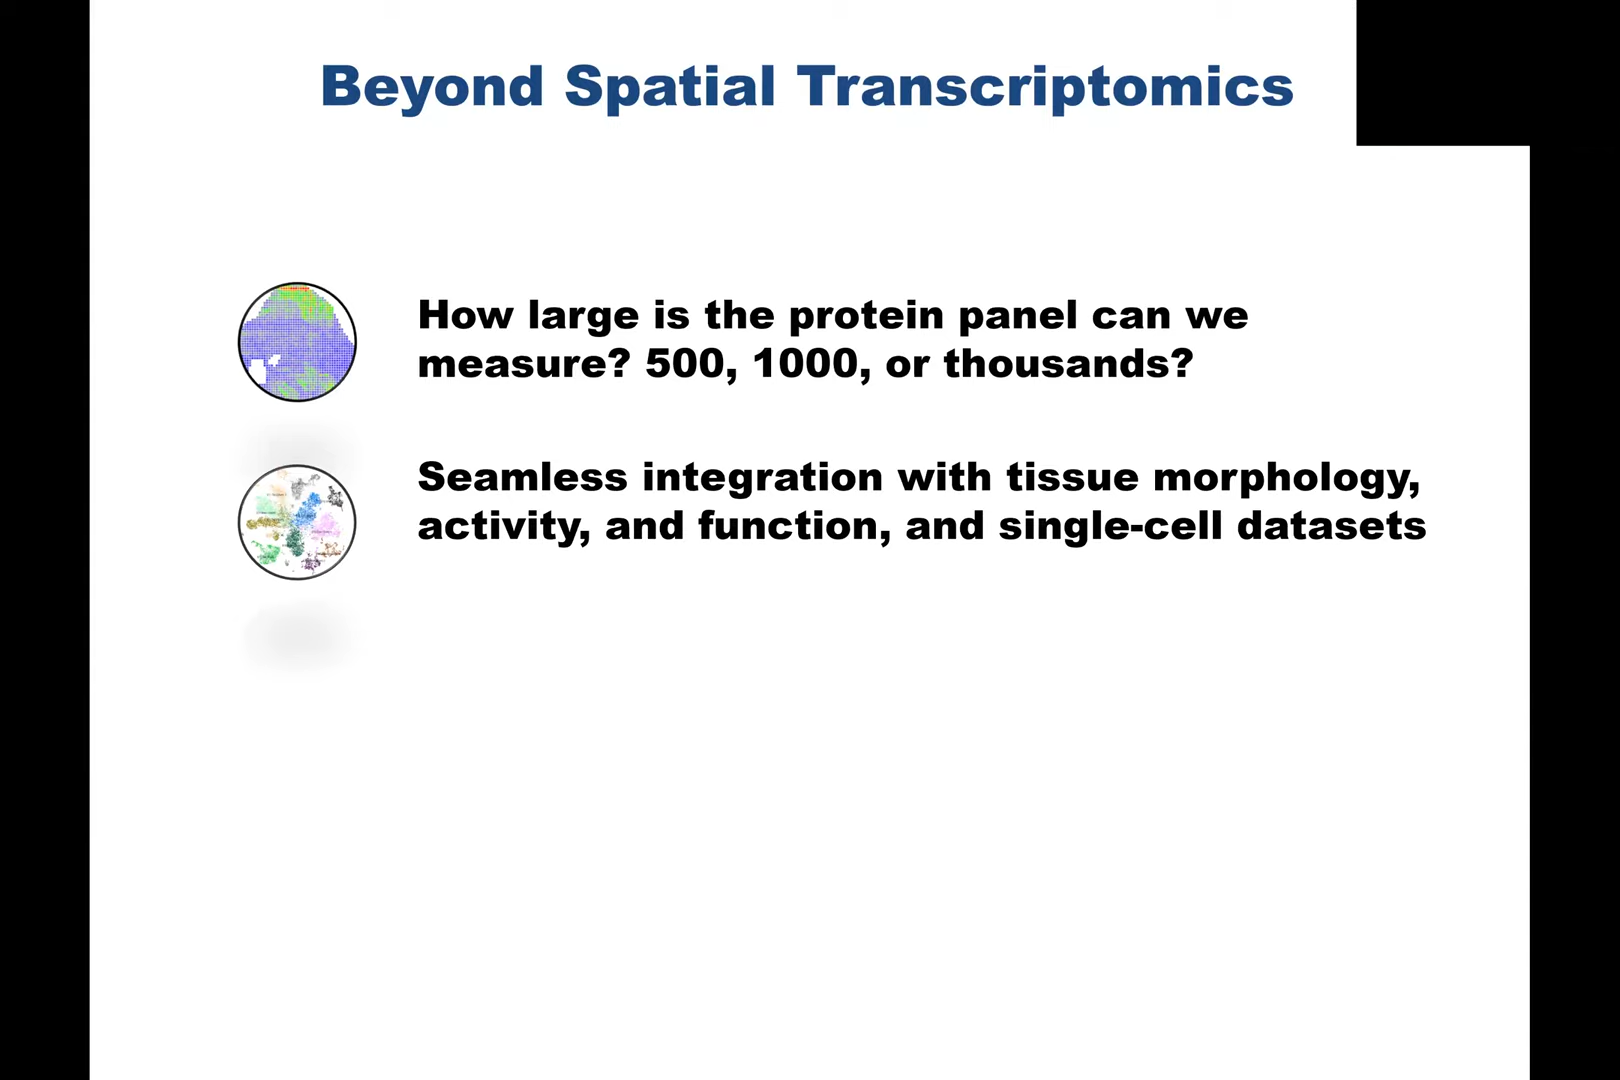 Beyond Spatial Transcriptomics
How large is the protein panel can we
measure? 500, 1000, or thousands?
Seamless integration with tissue morphology,
activity, and function, and single-cell datasets